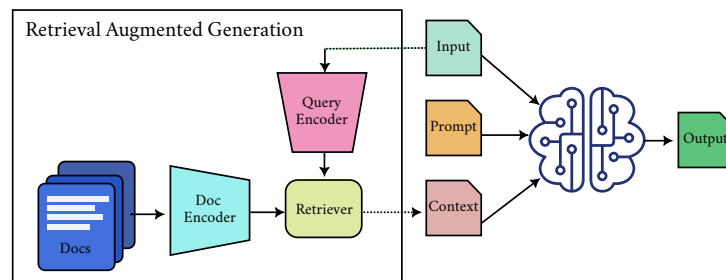 Retrieval Augmented Generation
Input
Query
Encoder
Prompt
Output
Doc
Encoder
Retriever
Context
Docs